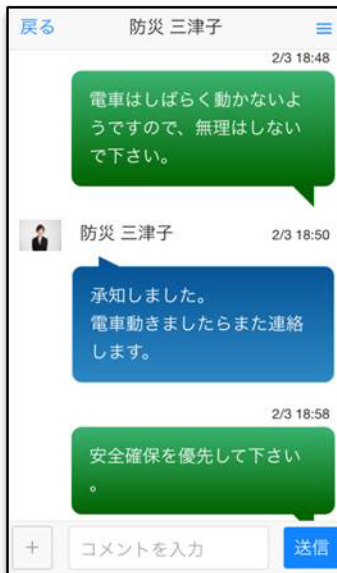 戻る 防災 三津子
2/3 18:48
電車はしばらく動かないよ
うですので、無理はしない
で下さい。
防災 三津子 2/3 18:50
承知しました。
電車動きましたらまた連絡
します。
2/3 18:58
安全確保を優先して下さい
。
+ コメントを入力 送信